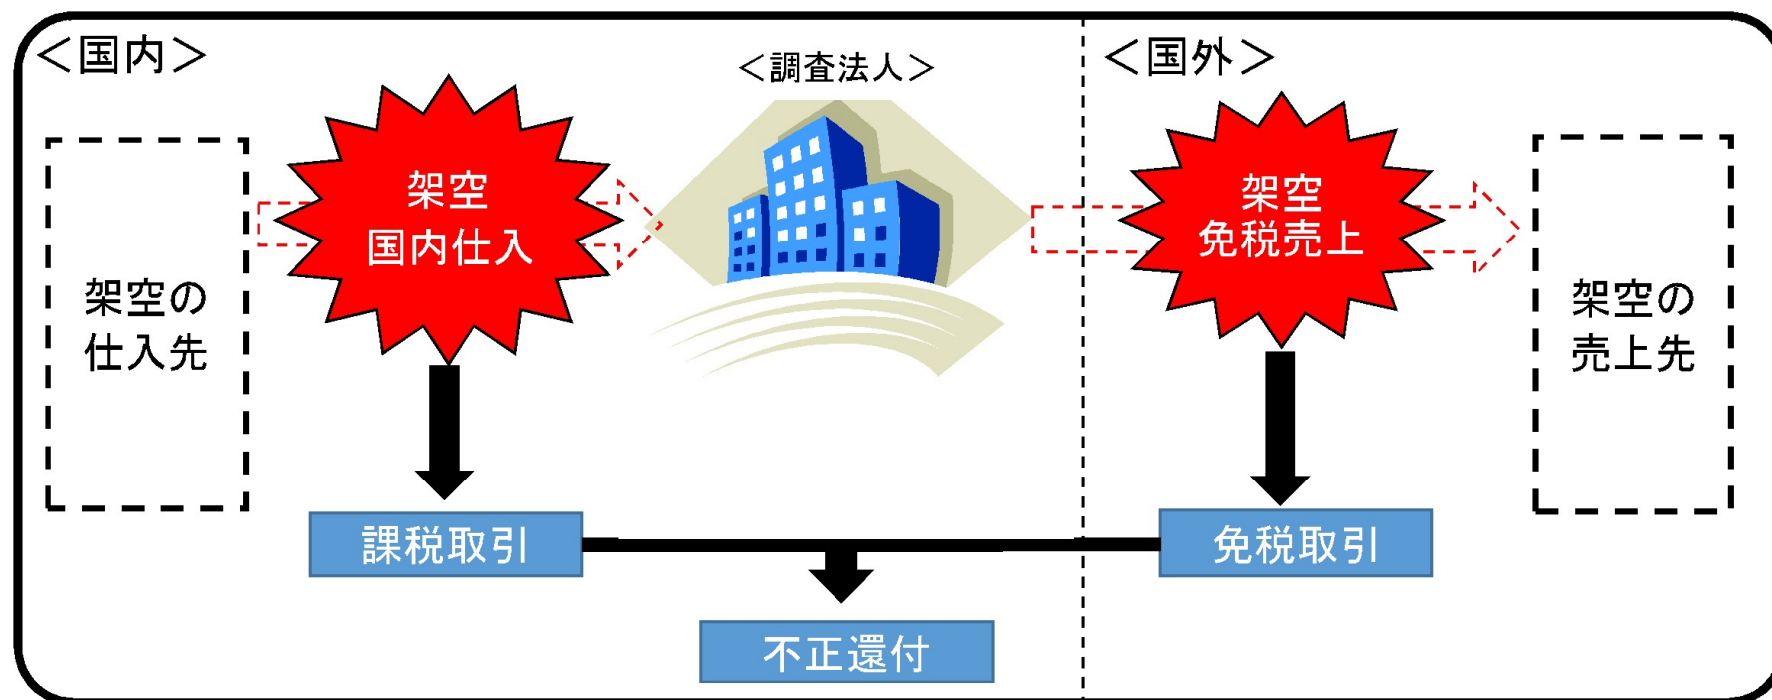 ＜国内＞
＜調査法人＞
＜国外＞
架空の
仕入先
架空
国内仕入
架空
免税売上
架空の
売上先
課税取引
免税取引
不正還付